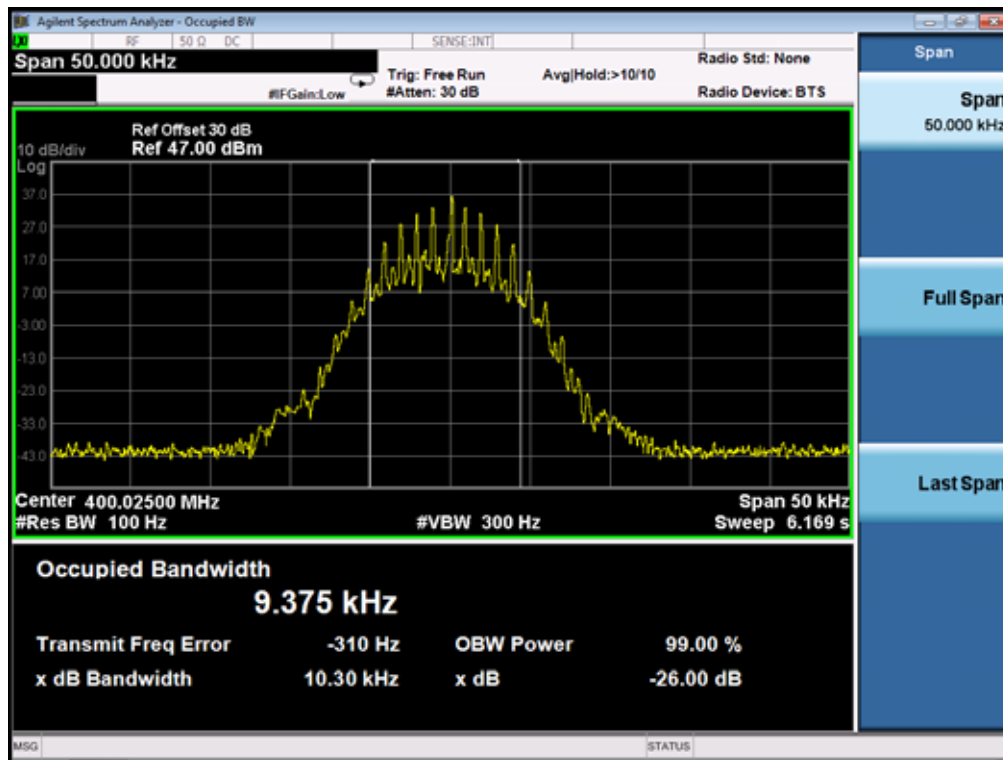 Agilent Spectrum Analyzer - Occupied BW
RF 50 Ω DC SENSE:INT
Span 50.000 kHz
#IFGain:Low
Trig: Free Run
#Atten: 30 dB
Avg|Hold:>10/10
Radio Std: None
Radio Device: BTS
Ref Offset 30 dB
10 dB/div Ref 47.00 dBm
Log
37.0
27.0
17.0
7.00
-3.00
-13.0
-23.0
-33.0
-43.0
Center 400.02500 MHz Span 50 kHz
#Res BW 100 Hz #VBW 300 Hz Sweep 6.169 s
Occupied Bandwidth
9.375 kHz
Transmit Freq Error -310 Hz OBW Power 99.00 %
x dB Bandwidth 10.30 kHz x dB -26.00 dB
MSG STATUS
Span
Span
50.000 kHz
Full Span
Last Span